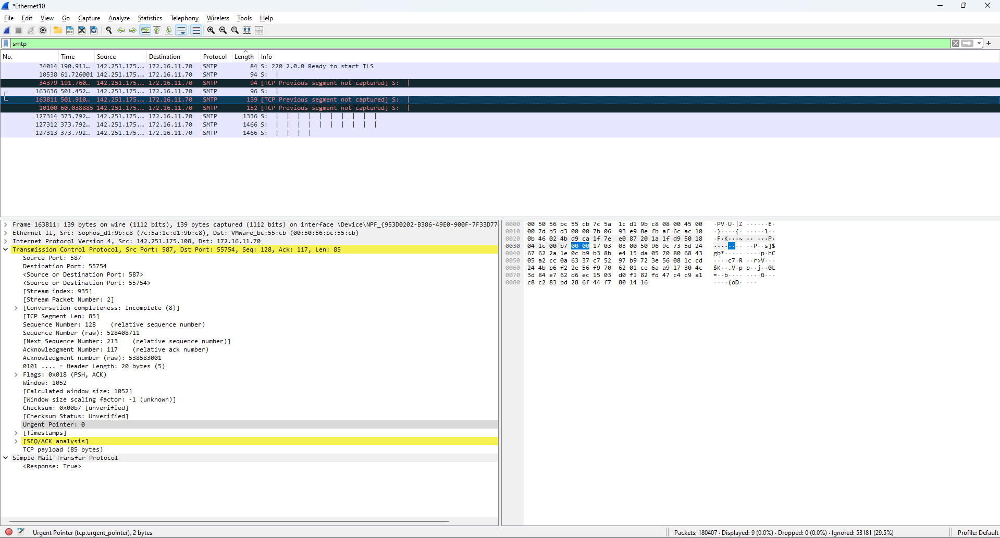 *Ethernet10
File Edit View Go Capture Analyze Statistics Telephony Wireless Tools Help
smtp
No. Time Source Destination Protocol Length Info
34014 190.911… 142.251.175.… 172.16.11.70 SMTP 84 S: 220 2.0.0 Ready to start TLS
10538 61.726001 142.251.175.… 172.16.11.70 SMTP 94 S: |
34379 191.760… 142.251.175.… 172.16.11.70 SMTP 94 [TCP Previous segment not captured] S: |
163636 501.452… 142.251.175.… 172.16.11.70 SMTP 96 S: |
163811 501.910… 142.251.175.… 172.16.11.70 SMTP 139 [TCP Previous segment not captured] S: |
10100 60.038885 142.251.175.… 172.16.11.70 SMTP 152 [TCP Previous segment not captured] S: |
127314 373.792… 142.251.175.… 172.16.11.70 SMTP 1336 S: | | | | | | | | | |
127312 373.792… 142.251.175.… 172.16.11.70 SMTP 1466 S: | | | | | | | | | |
127313 373.792… 142.251.175.… 172.16.11.70 SMTP 1466 S: | | | |
Frame 163811: 139 bytes on wire (1112 bits), 139 bytes captured (1112 bits) on interface \Device\NPF_{953D0202-B386-49E0-900F-7F33D77
Ethernet II, Src: Sophos_d1:9b:c8 (7c:5a:1c:d1:9b:c8), Dst: VMware_bc:55:cb (00:50:56:bc:55:cb)
Internet Protocol Version 4, Src: 142.251.175.108, Dst: 172.16.11.70
Transmission Control Protocol, Src Port: 587, Dst Port: 55754, Seq: 128, Ack: 117, Len: 85
Source Port: 587
Destination Port: 55754
<Source or Destination Port: 587>
<Source or Destination Port: 55754>
[Stream index: 935]
[Stream Packet Number: 2]
[Conversation completeness: Incomplete (8)]
[TCP Segment Len: 85]
Sequence Number: 128 (relative sequence number)
Sequence Number (raw): 528408711
[Next Sequence Number: 213 (relative sequence number)]
Acknowledgment Number: 117 (relative ack number)
Acknowledgment number (raw): 538583001
0101 .... = Header Length: 20 bytes (5)
Flags: 0x018 (PSH, ACK)
Window: 1052
[Calculated window size: 1052]
[Window size scaling factor: -1 (unknown)]
Checksum: 0x00b7 [unverified]
[Checksum Status: Unverified]
Urgent Pointer: 0
[Timestamps]
[SEQ/ACK analysis]
TCP payload (85 bytes)
Simple Mail Transfer Protocol
<Response: True>
0000 00 50 56 bc 55 cb 7c 5a 1c d1 9b c8 08 00 45 00 ·PV·U·|Z ······E·
0010 00 7d b5 d3 00 00 7b 06 93 e9 8e fb af 6c ac 10 ·}····{· ·····l··
0020 0b 46 02 4b d9 ca 1f 7e e0 87 20 1a 1f d9 50 18 ·F·K···~ ·· ···P·
0030 04 1c 00 b7 00 00 17 03 03 00 50 96 9c 73 5d 24 ········ ··P··s]$
0040 67 62 2a 1e 0c b9 b3 8b e4 15 da 05 70 80 68 43 gb*····· ····p·hC
0050 05 a2 cc 0a 63 37 c7 52 97 b9 72 3e 56 08 1c cd ····c7·R ··r>V···
0060 24 4b b6 f2 2e 56 f9 70 62 01 ce 6a a9 17 30 4c $K··.V·p b··j··0L
0070 3d 84 e7 62 d6 ec 15 03 d0 f1 82 fd 47 c4 c9 a1 =··b···· ····G···
0080 c8 c2 83 bd 28 6f 44 f7 80 14 16 ····(oD· ···
Urgent Pointer (tcp.urgent_pointer), 2 bytes
Packets: 180407 · Displayed: 9 (0.0%) · Dropped: 0 (0.0%) · Ignored: 53181 (29.5%)
Profile: Default